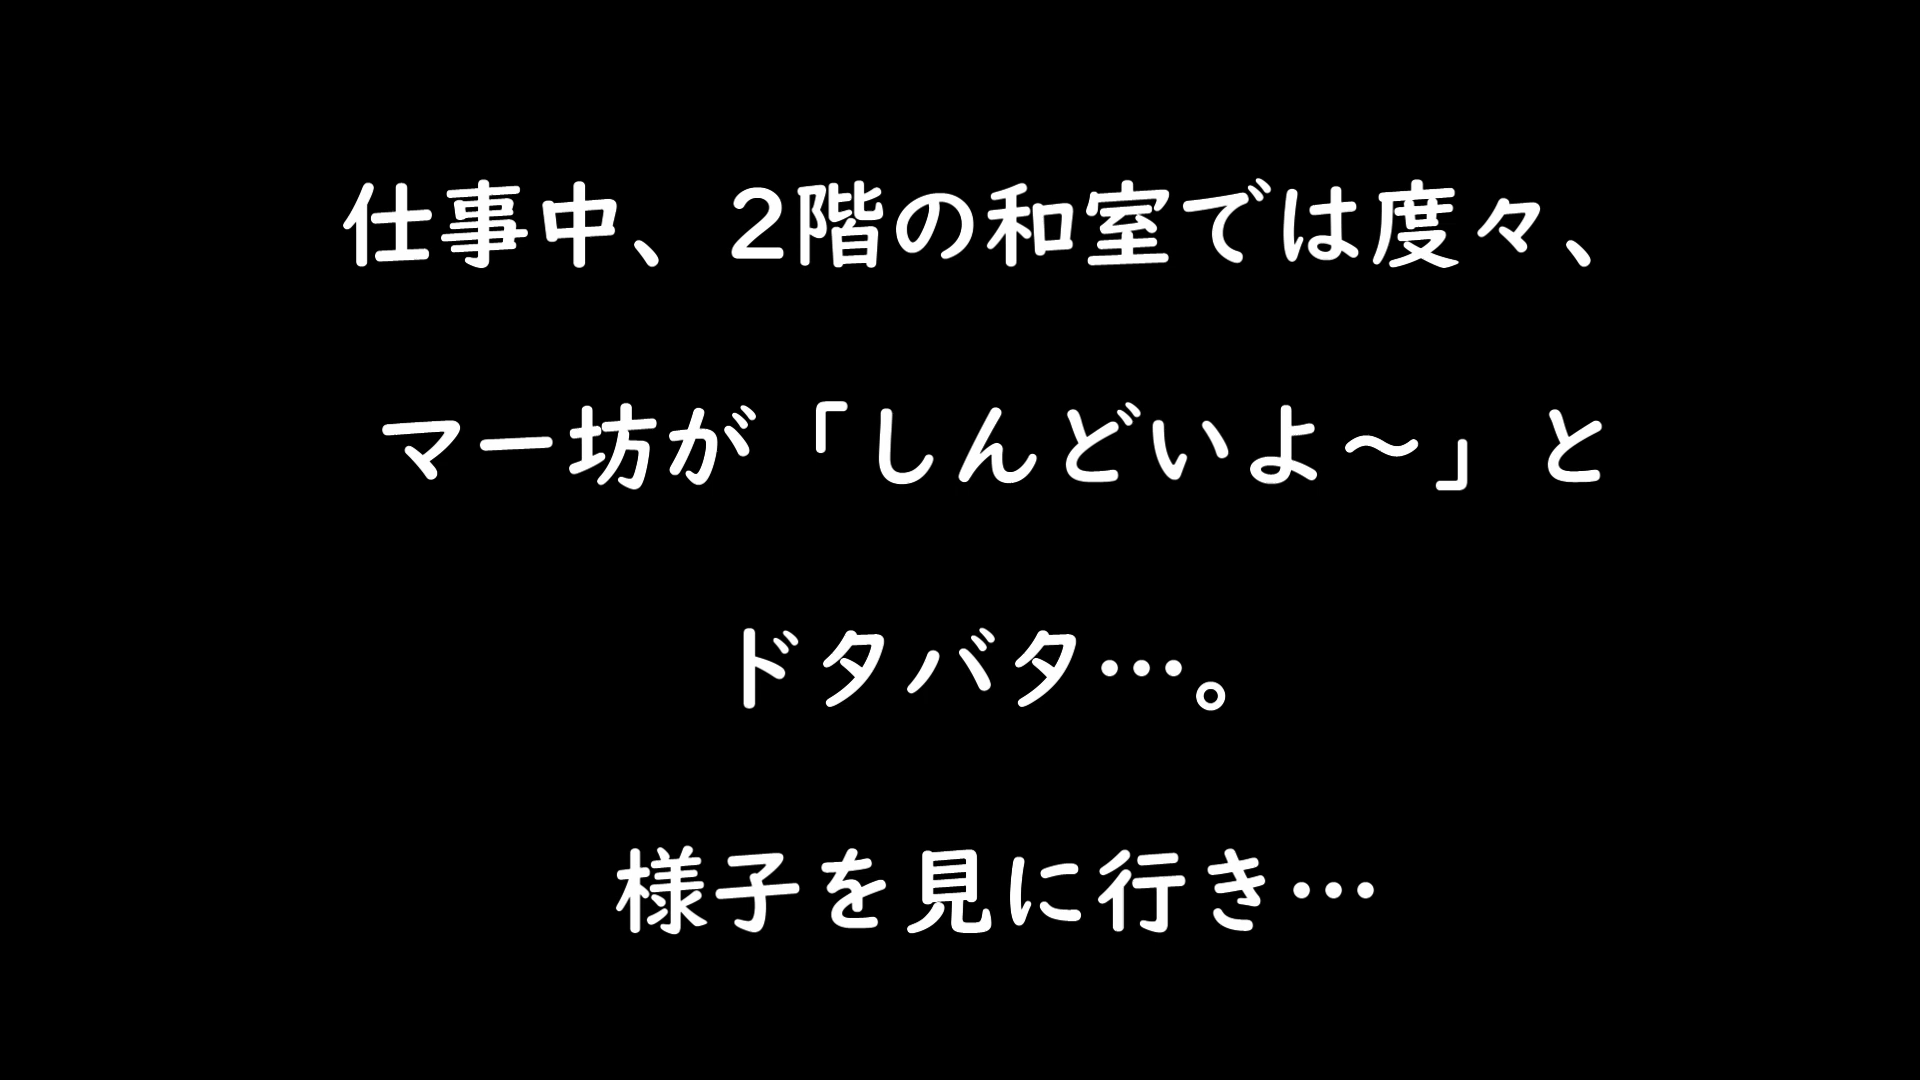 仕事中、２階の和室では度々、
マー坊が「しんどいよ～」と
ドタバタ…。
様子を見に行き…